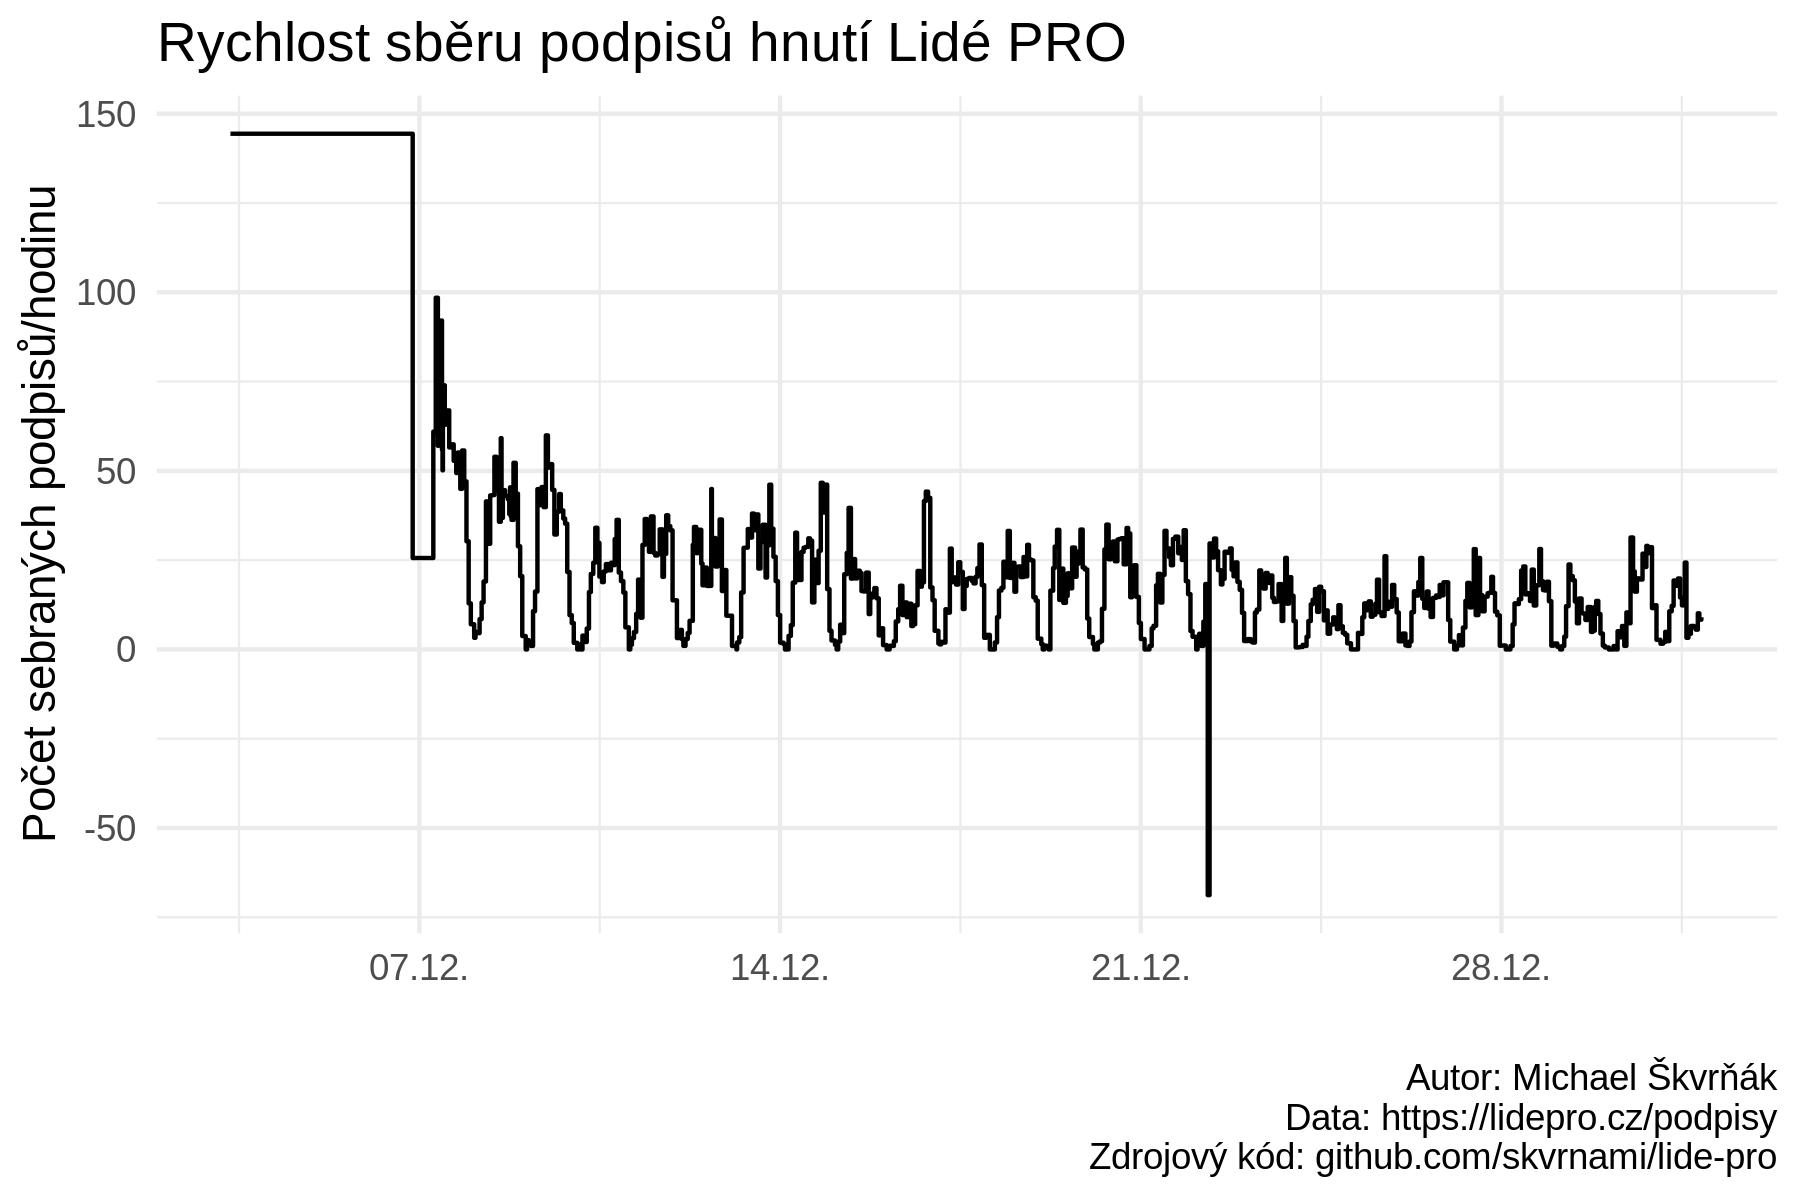 Rychlost sběru podpisů hnutí Lidé PRO
Počet sebraných podpisů/hodinu
150
100
50
0
-50
07.12.
14.12.
21.12.
28.12.
Autor: Michael Škvrňák
Data: https://lidepro.cz/podpisy
Zdrojový kód: github.com/skvrnami/lide-pro